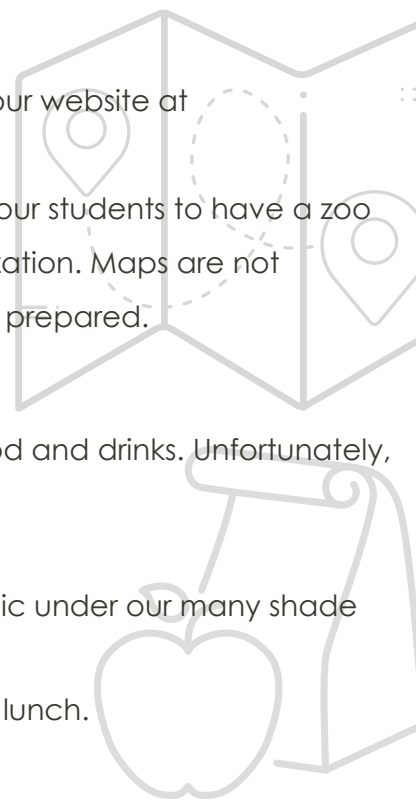 our website at
our students to have a zoo
zation. Maps are not
prepared.
od and drinks. Unfortunately,
ic under our many shade
lunch.